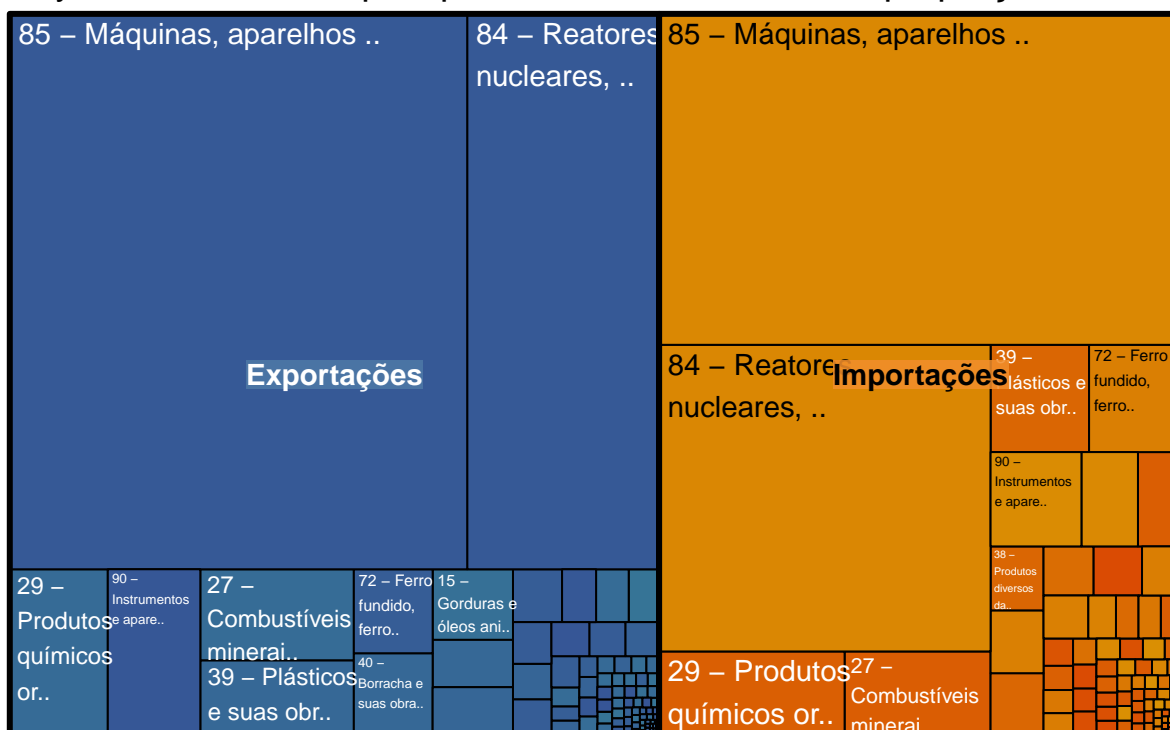 85 – Máquinas, aparelhos ..
84 – Reatores
nucleares, ..
Exportações
29 –
Produtos
químicos
or..
90 –
Instrumentos
e apare..
27 –
Combustíveis
minerai..
39 – Plásticos
e suas obr..
72 – Ferro
fundido,
ferro..
40 –
Borracha e
suas obra..
15 –
Gorduras e
óleos ani..
85 – Máquinas, aparelhos ..
84 – Reatores
nucleares, ..
Importações
39 –
Plásticos e
suas obr..
72 – Ferro
fundido,
ferro..
90 –
Instrumentos
e apare..
38 –
Produtos
diversos
da..
29 – Produtos
químicos or..
27 –
Combustíveis
minerai